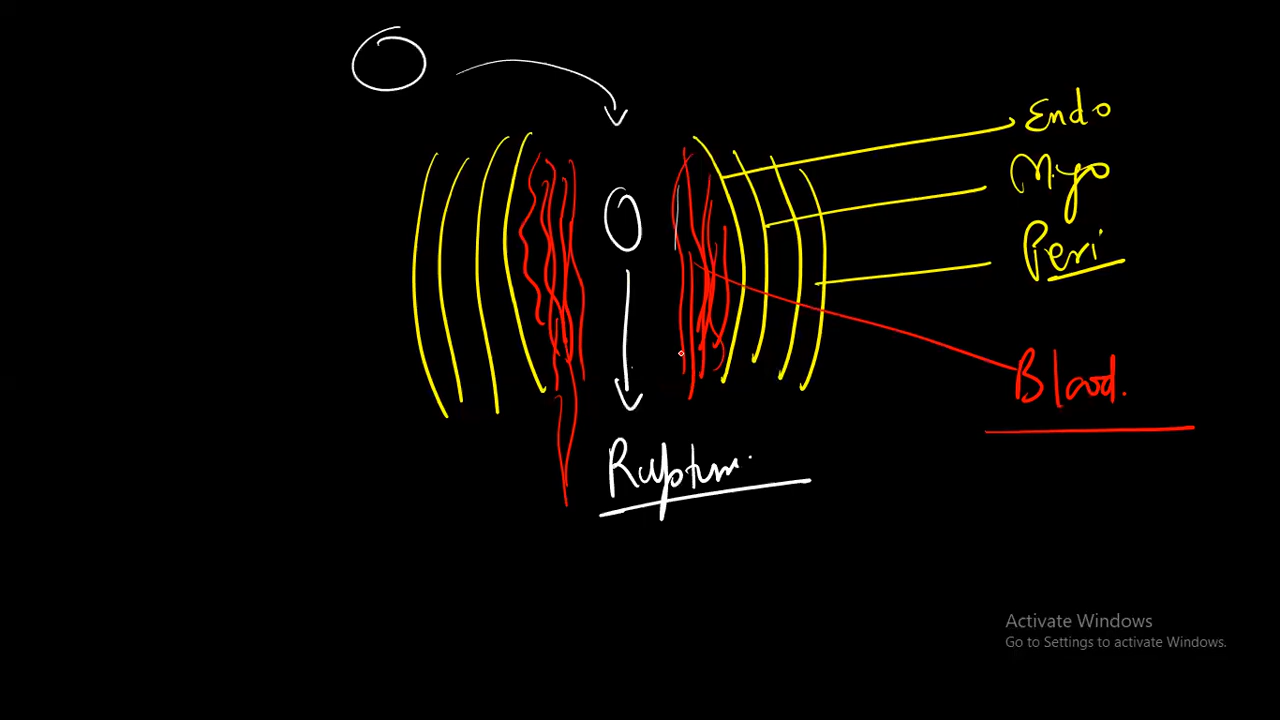 Endo
Myo
Peri
Blood.
Rupture.
Activate Windows
Go to Settings to activate Windows.